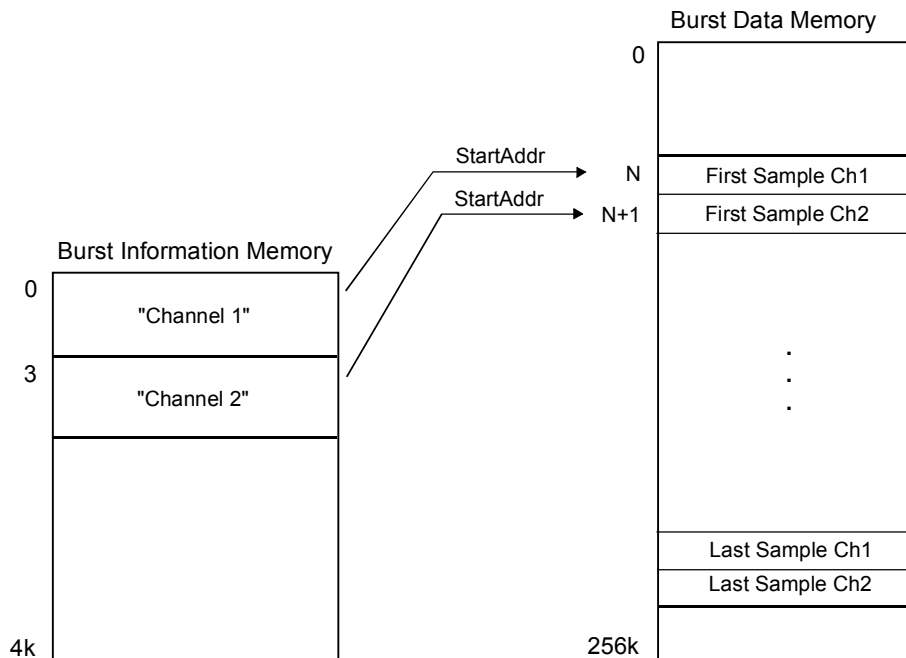 Burst Data Memory
0
StartAddr
N
First Sample Ch1
StartAddr
N+1
First Sample Ch2
Burst Information Memory
0
"Channel 1"
3
"Channel 2"
.
.
.
Last Sample Ch1
Last Sample Ch2
4k
256k